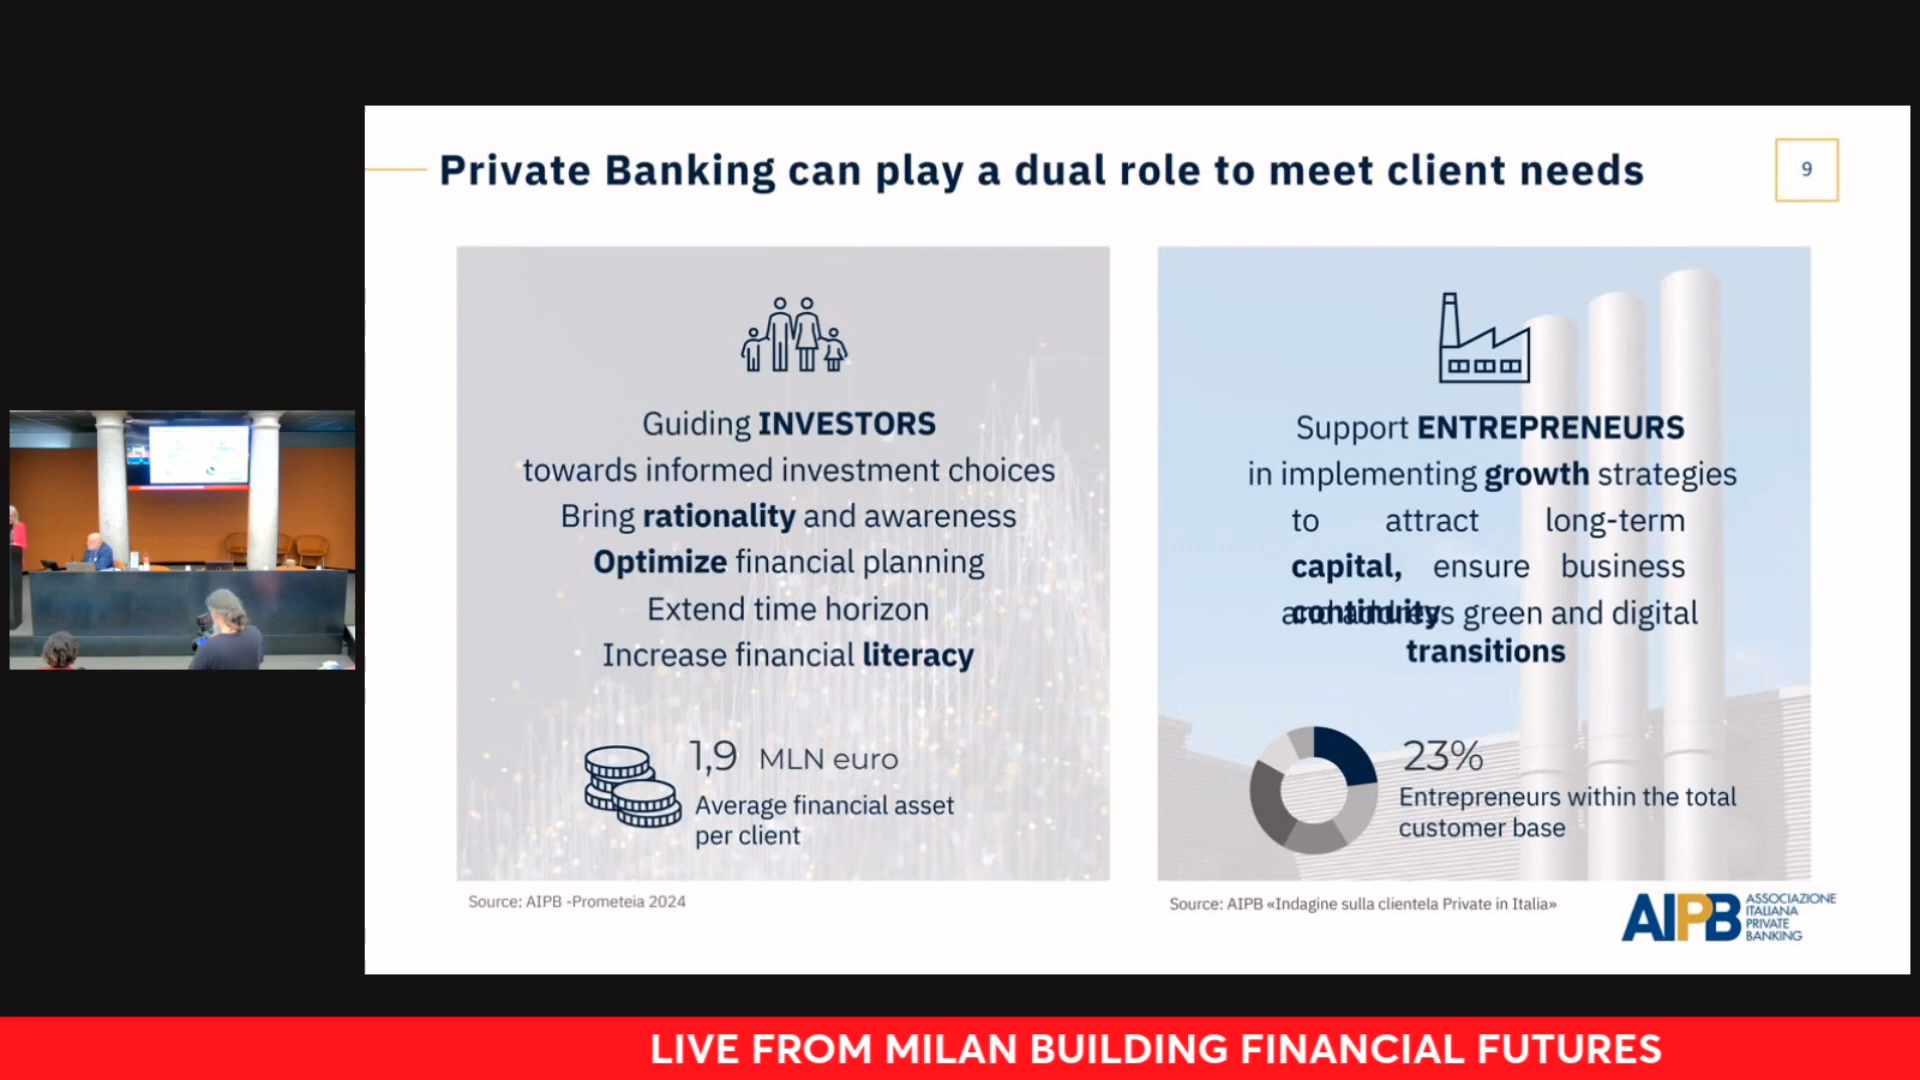 Private Banking can play a dual role to meet client needs
9
Guiding INVESTORS
towards informed investment choices
Bring rationality and awareness
Optimize financial planning
Extend time horizon
Increase financial literacy
1,9 MLN euro
Average financial asset
per client
Source: AIPB -Prometeia 2024
Support ENTREPRENEURS
in implementing growth strategies
to attract long-term
capital, ensure business
continuity
and address green and digital
transitions
23%
Entrepreneurs within the total
customer base
Source: AIPB «Indagine sulla clientela Private in Italia»
AIPB
ASSOCIAZIONE
ITALIANA
PRIVATE
BANKING
LIVE FROM MILAN BUILDING FINANCIAL FUTURES